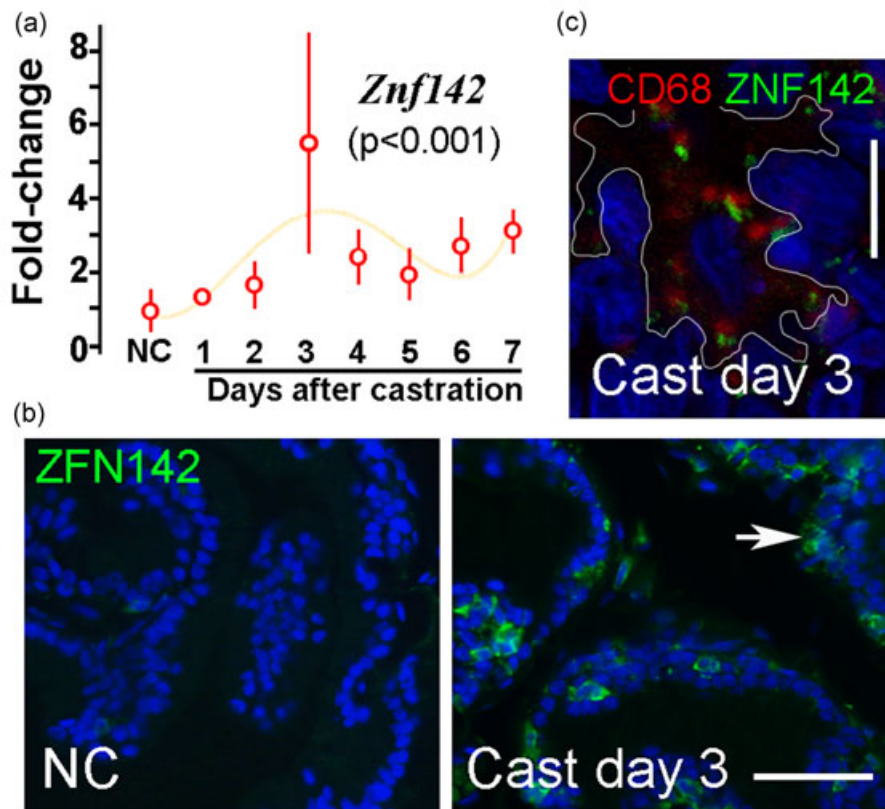 (a)
Fold-change
8
6
4
2
0
Znf142
(p<0.001)
NC 1 2 3 4 5 6 7
Days after castration
(c)
CD68 ZNF142
Cast day 3
(b)
ZFN142
NC
Cast day 3